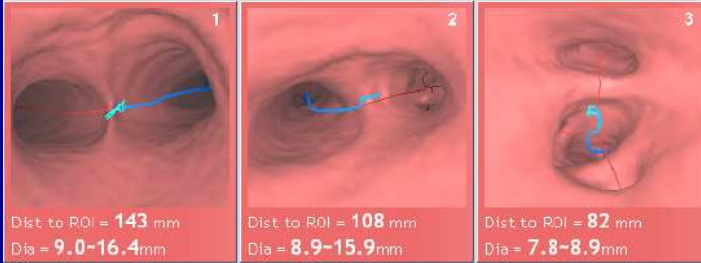 1
Dist to ROI = 143 mm
Dia = 9.0~16.4mm
2
Dist to ROI = 108 mm
Dia = 8.9~15.9mm
3
Dist to ROI = 82 mm
Dia = 7.8~8.9mm